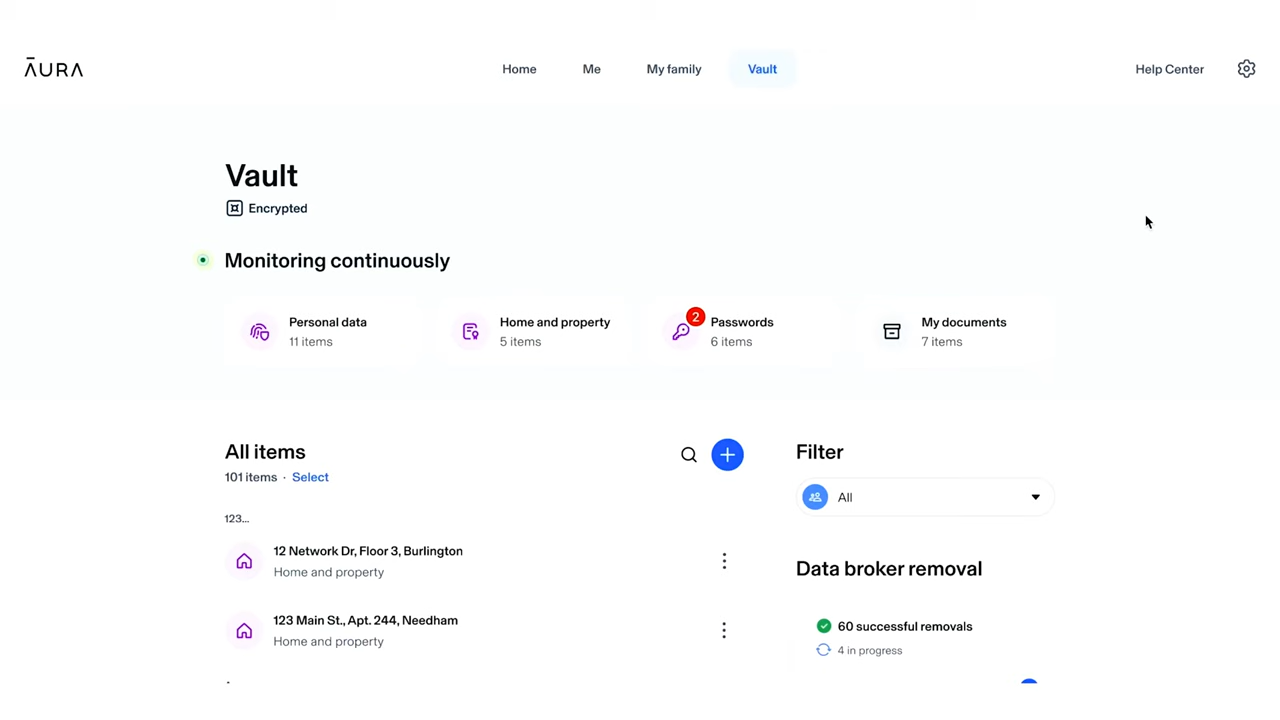 ĀURA
Home
Me
My family
Vault
Help Center
Vault
Encrypted
Monitoring continuously
Personal data
11 items
Home and property
5 items
2
Passwords
6 items
My documents
7 items
All items
101 items · Select
123...
12 Network Dr, Floor 3, Burlington
Home and property
123 Main St., Apt. 244, Needham
Home and property
Filter
All
Data broker removal
60 successful removals
4 in progress